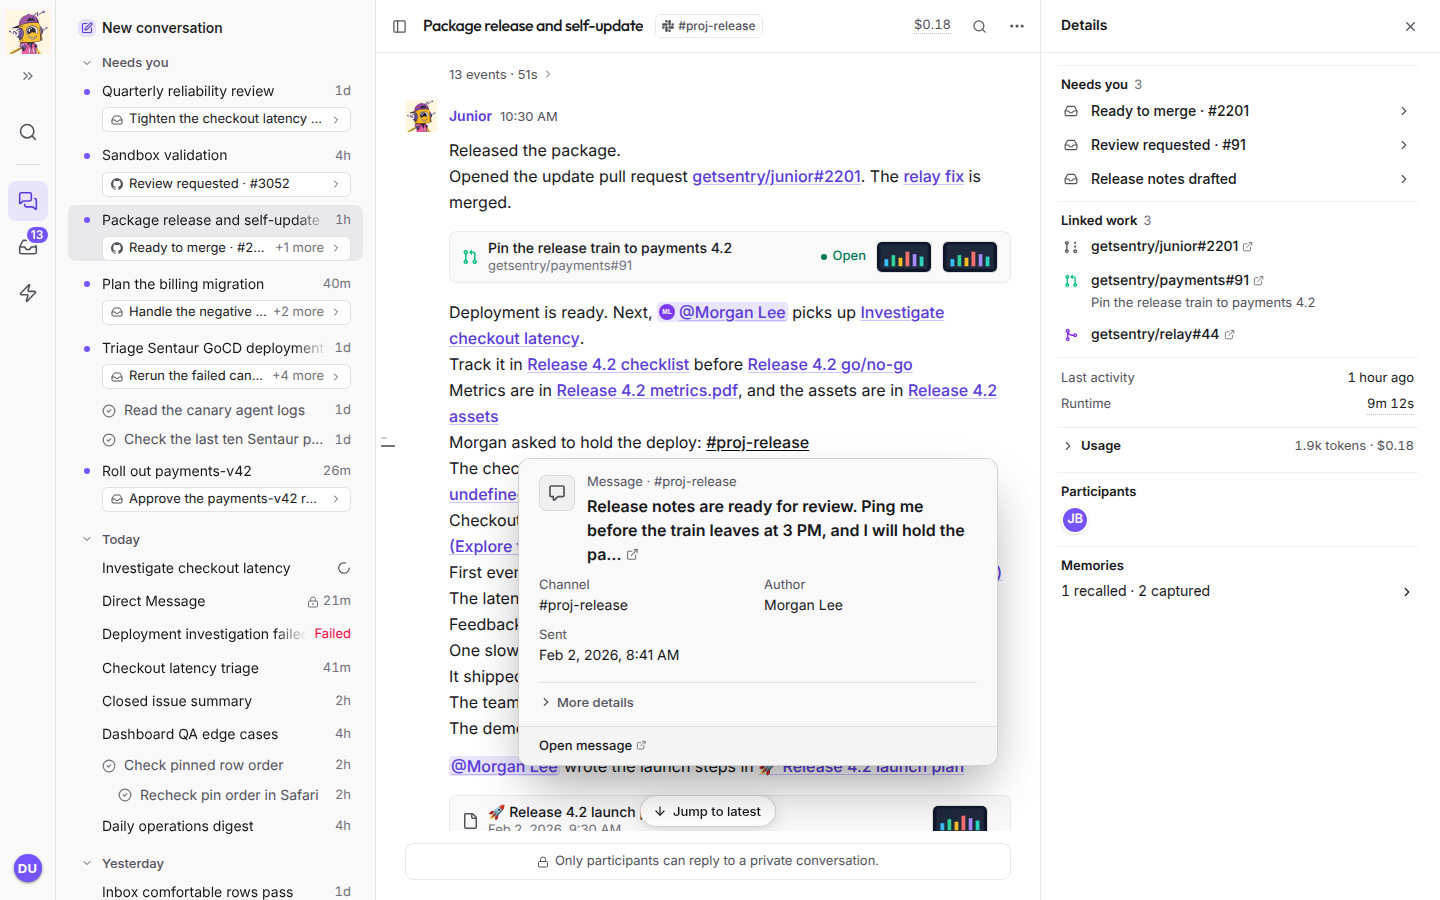 New conversation
Needs you
Quarterly reliability review 1d
Tighten the checkout latency ...
Sandbox validation 4h
Review requested · #3052
Package release and self-update 1h
Ready to merge · #2... +1 more
Plan the billing migration 40m
Handle the negative ... +2 more
Triage Sentaur GoCD deployment 1d
Rerun the failed can... +4 more
Read the canary agent logs 1d
Check the last ten Sentaur p... 1d
Roll out payments-v42 26m
Approve the payments-v42 r...
Today
Investigate checkout latency
Direct Message 21m
Deployment investigation failed Failed
Checkout latency triage 41m
Closed issue summary 2h
Dashboard QA edge cases 4h
Check pinned row order 2h
Recheck pin order in Safari 2h
Daily operations digest 4h
Yesterday
Inbox comfortable rows pass 1d
13
DU
Package release and self-update #proj-release $0.18
13 events · 51s
Junior 10:30 AM
Released the package.
Opened the update pull request getsentry/junior#2201. The relay fix is
merged.
Pin the release train to payments 4.2
getsentry/payments#91
Open
Deployment is ready. Next, ML @Morgan Lee picks up Investigate
checkout latency.
Track it in Release 4.2 checklist before Release 4.2 go/no-go
Metrics are in Release 4.2 metrics.pdf, and the assets are in Release 4.2
assets
Morgan asked to hold the deploy: #proj-release
The chec
undefine
Checkout
(Explore
First even )
The laten
Feedback
One slow
It shipped
The team
The demo
Message · #proj-release
Release notes are ready for review. Ping me
before the train leaves at 3 PM, and I will hold the
pa...
Channel Author
#proj-release Morgan Lee
Sent
Feb 2, 2026, 8:41 AM
More details
Open message
@Morgan Lee wrote the launch steps in 🚀 Release 4.2 launch plan
🚀 Release 4.2 launch
Feb 2, 2026, 9:30 AM
Jump to latest
Only participants can reply to a private conversation.
Details
Needs you 3
Ready to merge · #2201
Review requested · #91
Release notes drafted
Linked work 3
getsentry/junior#2201
getsentry/payments#91
Pin the release train to payments 4.2
getsentry/relay#44
Last activity 1 hour ago
Runtime 9m 12s
Usage 1.9k tokens · $0.18
Participants
JB
Memories
1 recalled · 2 captured